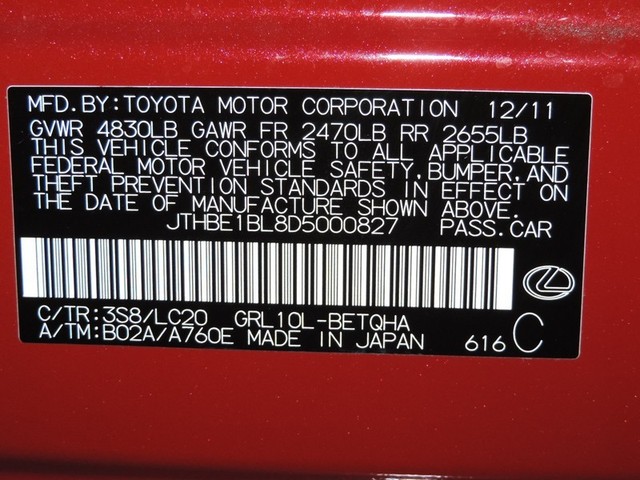 MFD.BY:TOYOTA MOTOR CORPORATION 12/11
GVWR 4830LB GAWR FR 2470LB RR 2655LB
THIS VEHICLE CONFORMS TO ALL APPLICABLE
FEDERAL MOTOR VEHICLE SAFETY,BUMPER,AND
THEFT PREVENTION STANDARDS IN EFFECT ON
THE DATE OF MANUFACTURE SHOWN ABOVE.
JTHBE1BL8D5000827 PASS.CAR
C/TR:3S8/LC20 GRL10L-BETQHA
A/TM:B02A/A760E MADE IN JAPAN 616 C